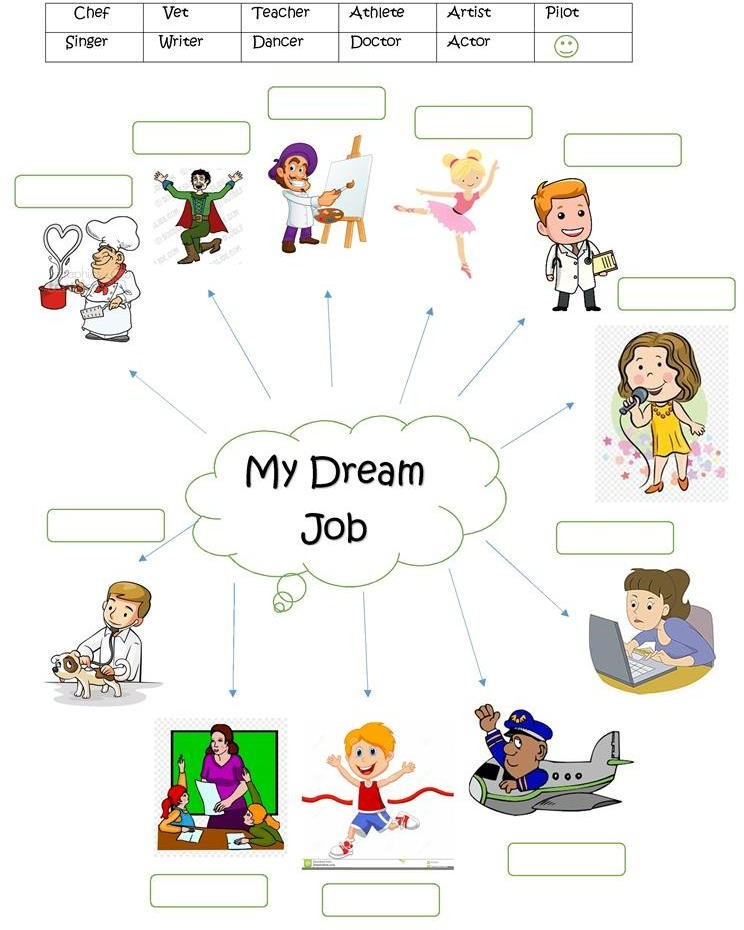 Chef Vet Teacher Athlete Artist Pilot
Singer Writer Dancer Doctor Actor
My Dream
Job